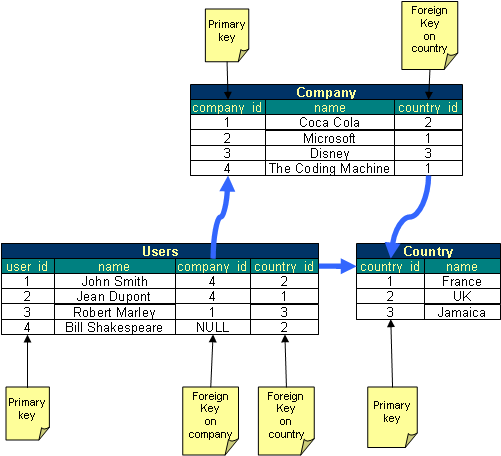 Primary
key
Foreign
Key
on
country
Company
company_id name country_id
1 Coca Cola 2
2 Microsoft 1
3 Disney 3
4 The Coding Machine 1
Users
user_id name company_id country_id
1 John Smith 4 2
2 Jean Dupont 4 1
3 Robert Marley 1 3
4 Bill Shakespeare NULL 2
Country
country_id name
1 France
2 UK
3 Jamaica
Primary
key
Foreign
Key
on
company
Foreign
Key
on
country
Primary
key